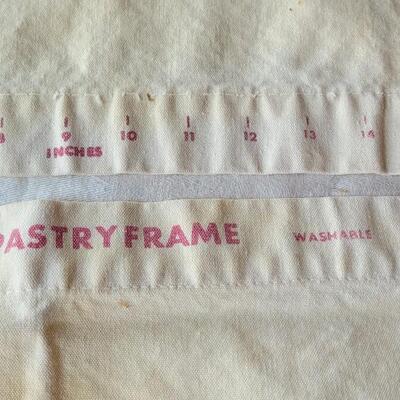 8 9 10 11 12 13 14
INCHES
PASTRY FRAME WASHABLE